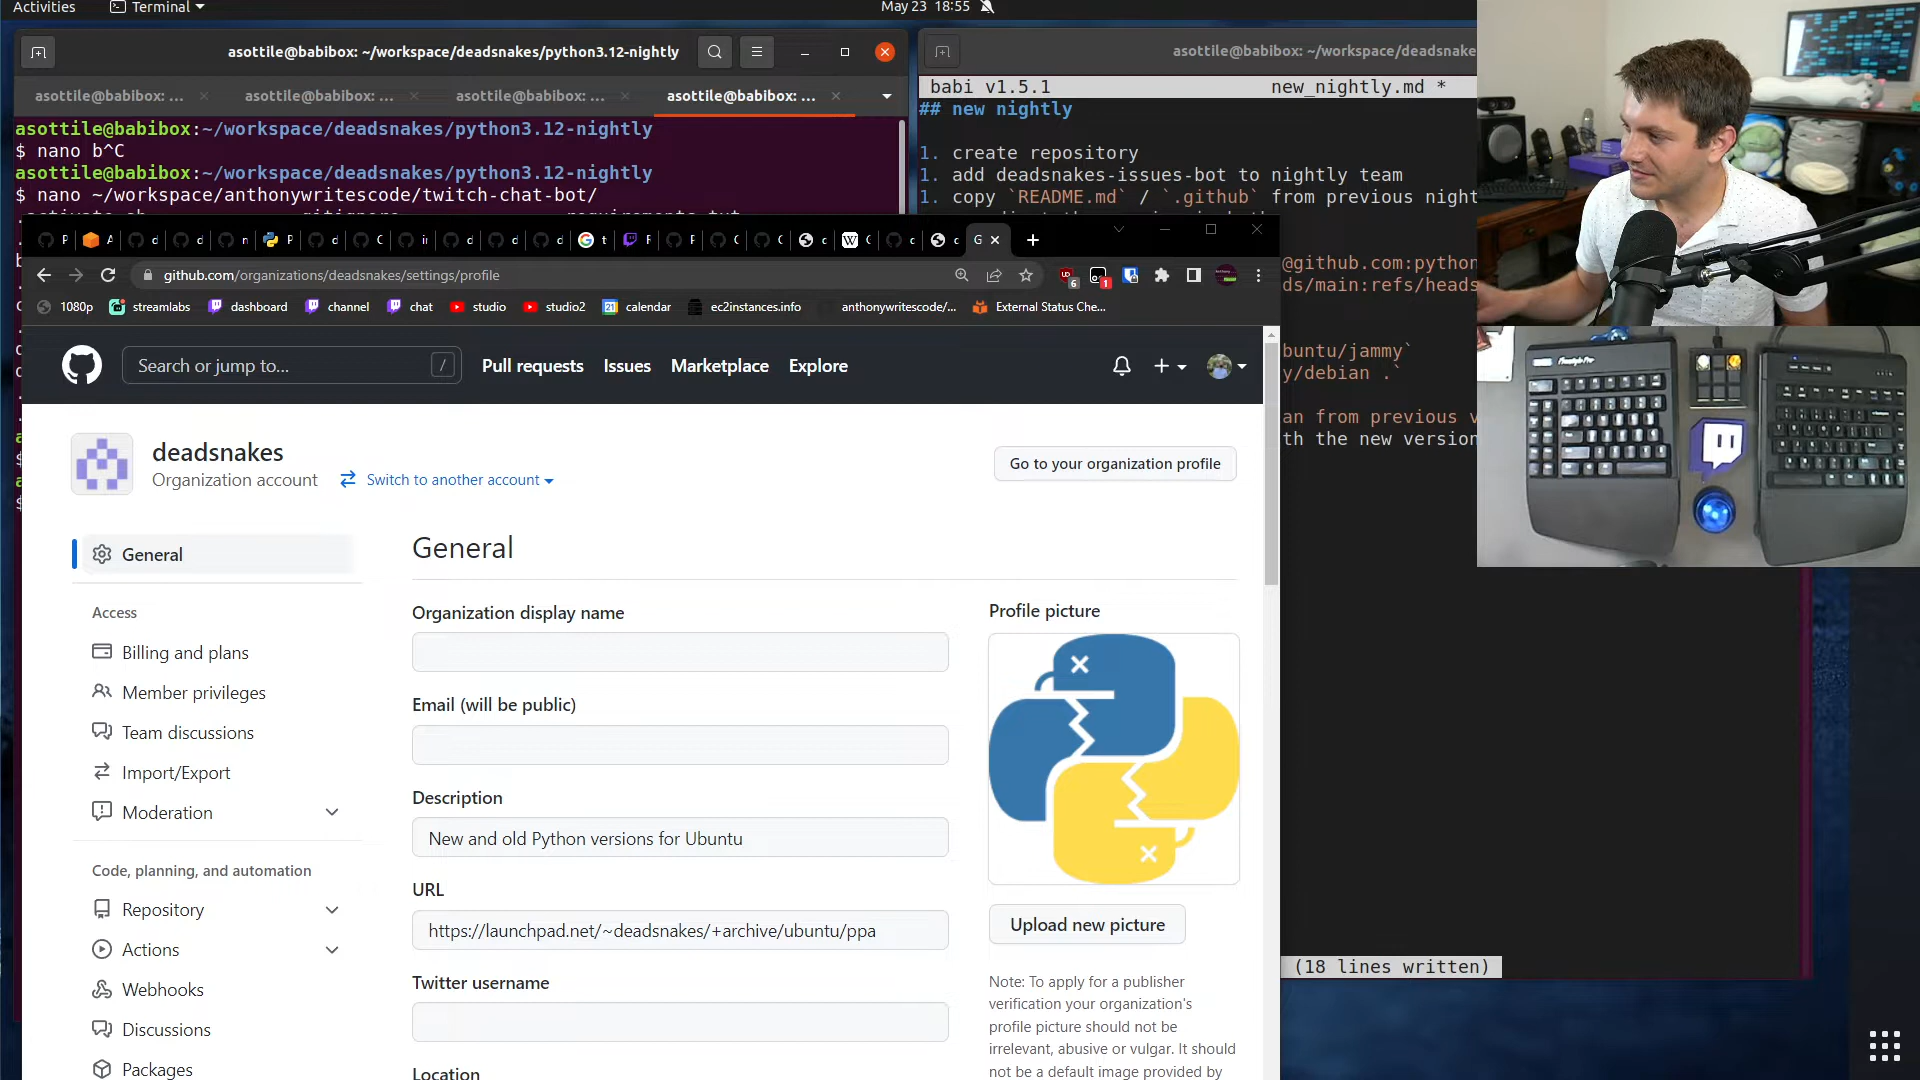 Activities
Terminal
May 23 18:55
asottile@babibox: ~/workspace/deadsnakes/python3.12-nightly
asottile@babibox: ...
asottile@babibox: ...
asottile@babibox: ...
asottile@babibox: ...
asottile@babibox:~/workspace/deadsnakes/python3.12-nightly
$ nano b^C
asottile@babibox:~/workspace/deadsnakes/python3.12-nightly
$ nano ~/workspace/anthonywritescode/twitch-chat-bot/
asottile@babibox: ~/workspace/deadsnake
babi v1.5.1
new_nightly.md *
## new nightly
1. create repository
1. add deadsnakes-issues-bot to nightly team
1. copy `README.md` / `.github` from previous night
@github.com:python
ds/main:refs/heads
buntu/jammy`
y/debian .`
an from previous v
th the new version
(18 lines written)
github.com/organizations/deadsnakes/settings/profile
1080p
streamlabs
dashboard
channel
chat
studio
studio2
calendar
ec2instances.info
anthonywritescode/...
External Status Che...
Search or jump to...
/
Pull requests
Issues
Marketplace
Explore
deadsnakes
Organization account
Switch to another account
Go to your organization profile
General
Access
Billing and plans
Member privileges
Team discussions
Import/Export
Moderation
Code, planning, and automation
Repository
Actions
Webhooks
Discussions
Packages
General
Organization display name
Email (will be public)
Description
New and old Python versions for Ubuntu
URL
https://launchpad.net/~deadsnakes/+archive/ubuntu/ppa
Twitter username
Location
Profile picture
Upload new picture
Note: To apply for a publisher
verification your organization's
profile picture should not be
irrelevant, abusive or vulgar. It should
not be a default image provided by